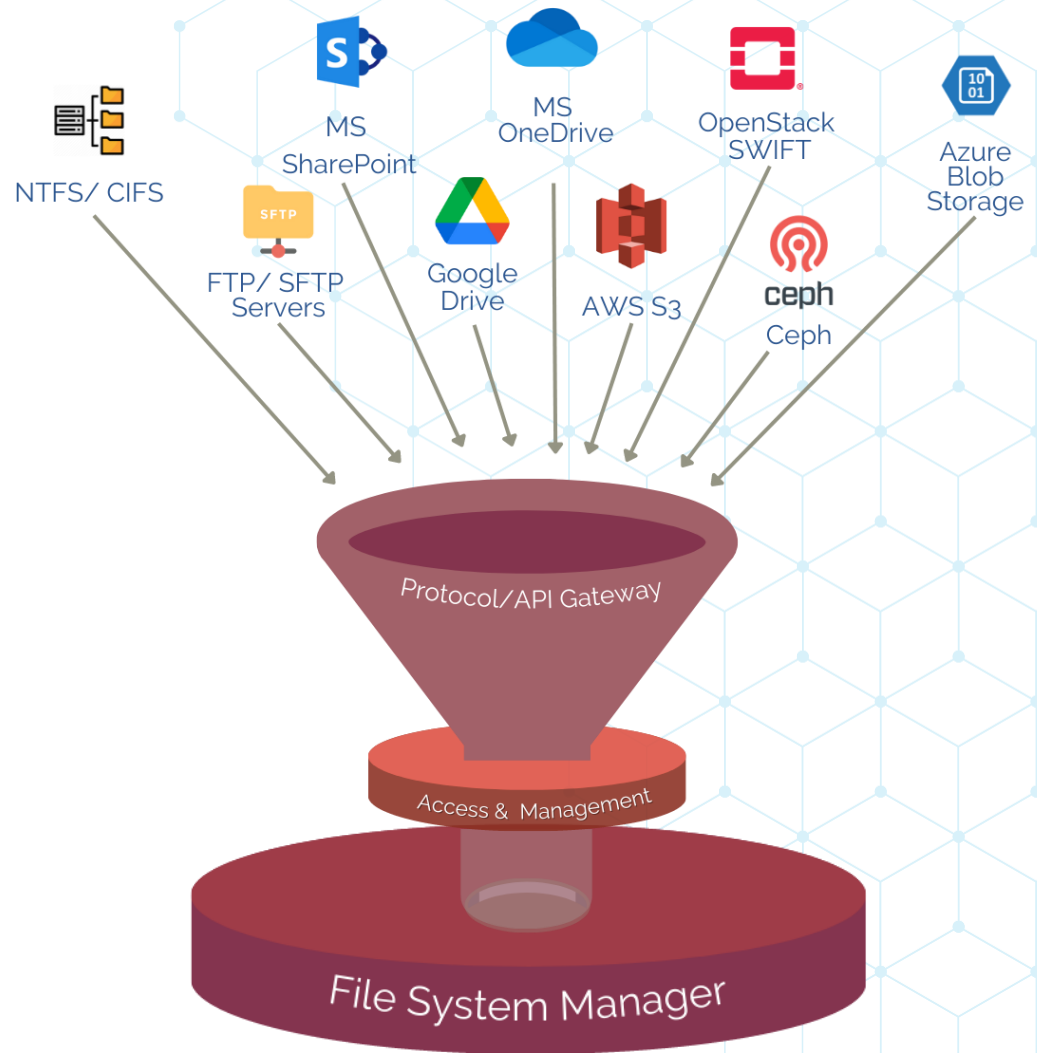 S
MS
SharePoint
MS
OneDrive
OpenStack
SWIFT
®
10
01
Azure
Blob
Storage
NTFS/ CIFS
SFTP
FTP/ SFTP
Servers
Google
Drive
AWS S3
ceph
Ceph
Protocol/API Gateway
Access & Management
File System Manager